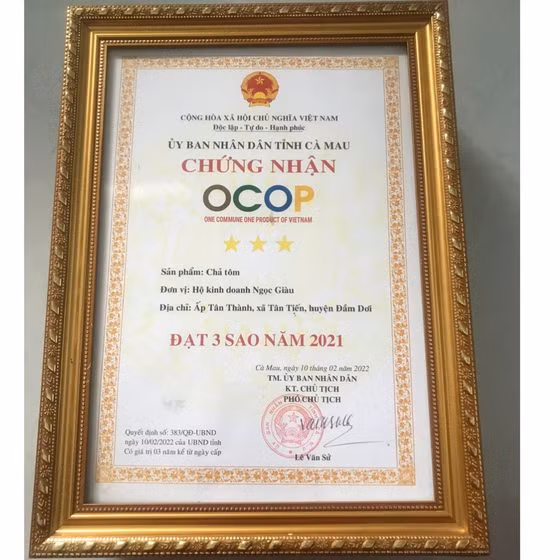 CỘNG HÒA XÃ HỘI CHỦ NGHĨA VIỆT NAM
Độc lập - Tự do - Hạnh phúc
ỦY BAN NHÂN DÂN TỈNH CÀ MAU
CHỨNG NHẬN
OCOP
ONE COMMUNE ONE PRODUCT OF VIETNAM
Sản phẩm: Chả tôm
Đơn vị: Hộ kinh doanh Ngọc Giàu
Địa chỉ: Ấp Tân Thành, xã Tân Tiến, huyện Đầm Dơi
ĐẠT 3 SAO NĂM 2021
Cà Mau, ngày 10 tháng 02 năm 2022
TM. ỦY BAN NHÂN DÂN
KT. CHỦ TỊCH
PHÓ CHỦ TỊCH
Quyết định số: 383/QĐ-UBND
ngày 10/02/2022 của UBND tỉnh
Có giá trị 03 năm kể từ ngày cấp
Lê Văn Sử